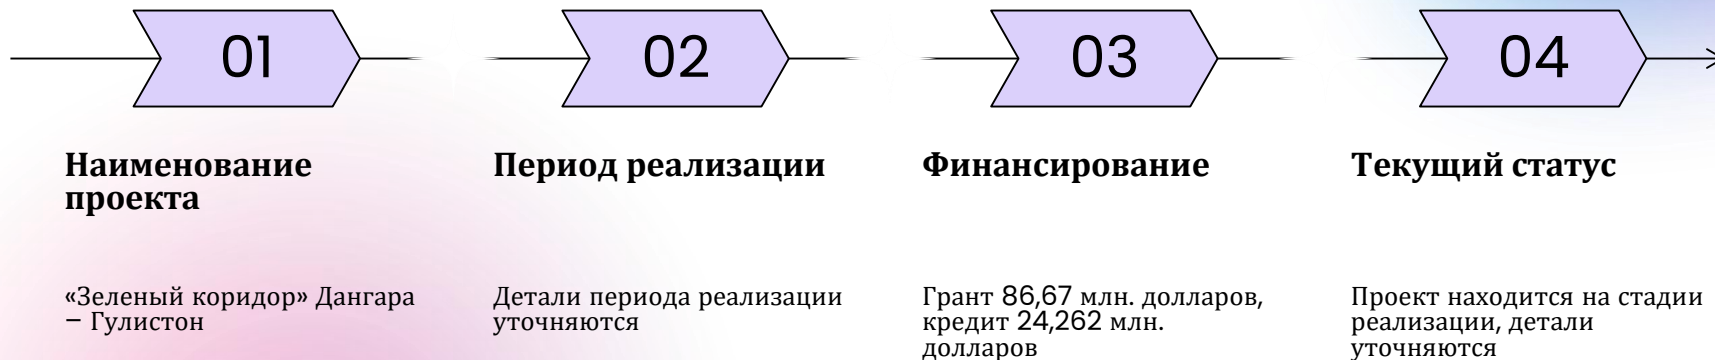 01
02
03
04
Наименование
проекта
Период реализации
Финансирование
Текущий статус
«Зеленый коридор» Дангара
– Гулистон
Детали периода реализации
уточняются
Грант 86,67 млн. долларов,
кредит 24,262 млн.
долларов
Проект находится на стадии
реализации, детали
уточняются